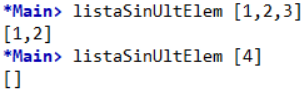 *Main> listaSinUltElem [1,2,3]
[1,2]
*Main> listaSinUltElem [4]
[]